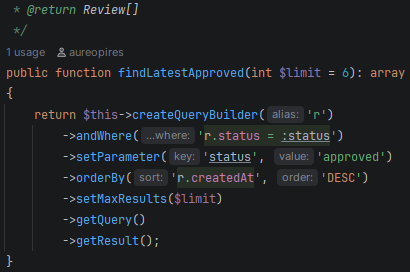 * @return Review[]
*/
1 usage aureopires
public function findLatestApproved(int $limit = 6): array
{
return $this->createQueryBuilder( alias: 'r')
->andWhere( ...where: 'r.status = :status')
->setParameter( key: 'status', value: 'approved')
->orderBy( sort: 'r.createdAt', order: 'DESC')
->setMaxResults($limit)
->getQuery()
->getResult();
}